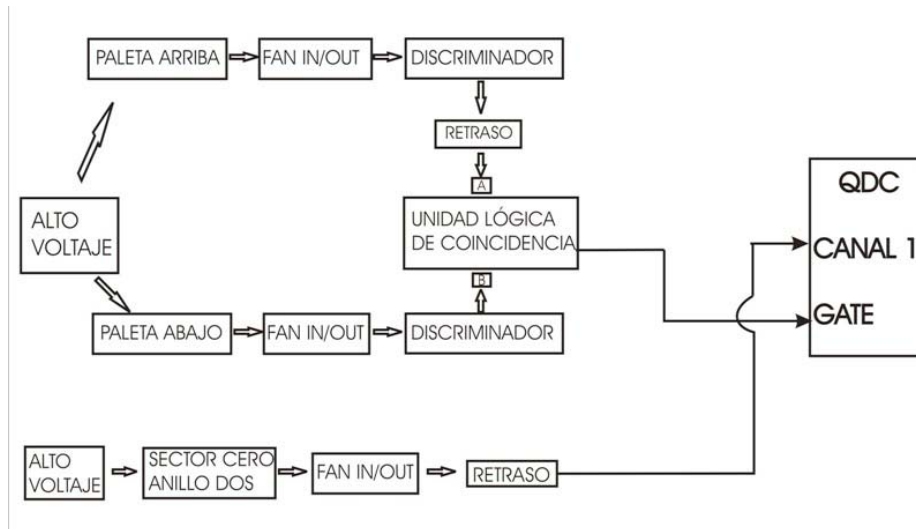 PALETA ARRIBA
FAN IN/OUT
DISCRIMINADOR
RETRASO
A
ALTO
VOLTAJE
UNIDAD LÓGICA
DE COINCIDENCIA
B
PALETA ABAJO
FAN IN/OUT
DISCRIMINADOR
QDC
CANAL 1
GATE
ALTO
VOLTAJE
SECTOR CERO
ANILLO DOS
FAN IN/OUT
RETRASO